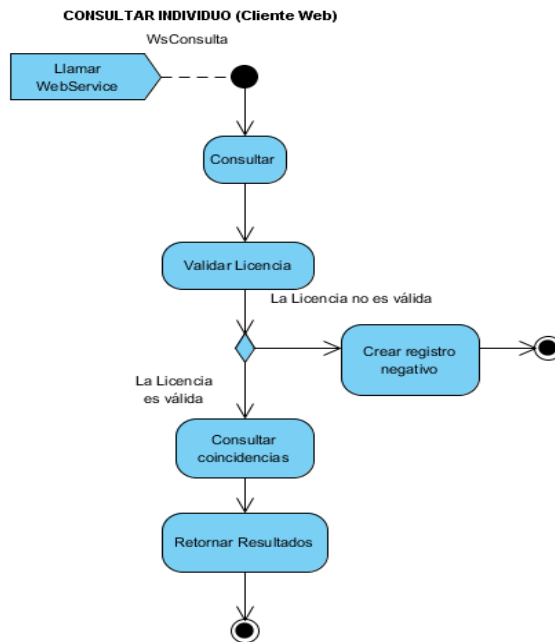 CONSULTAR INDIVIDUO (Cliente Web)
WsConsulta
Llamar
WebService
Consultar
Validar Licencia
La Licencia no es válida
Crear registro
negativo
La Licencia
es válida
Consultar
coincidencias
Retornar Resultados